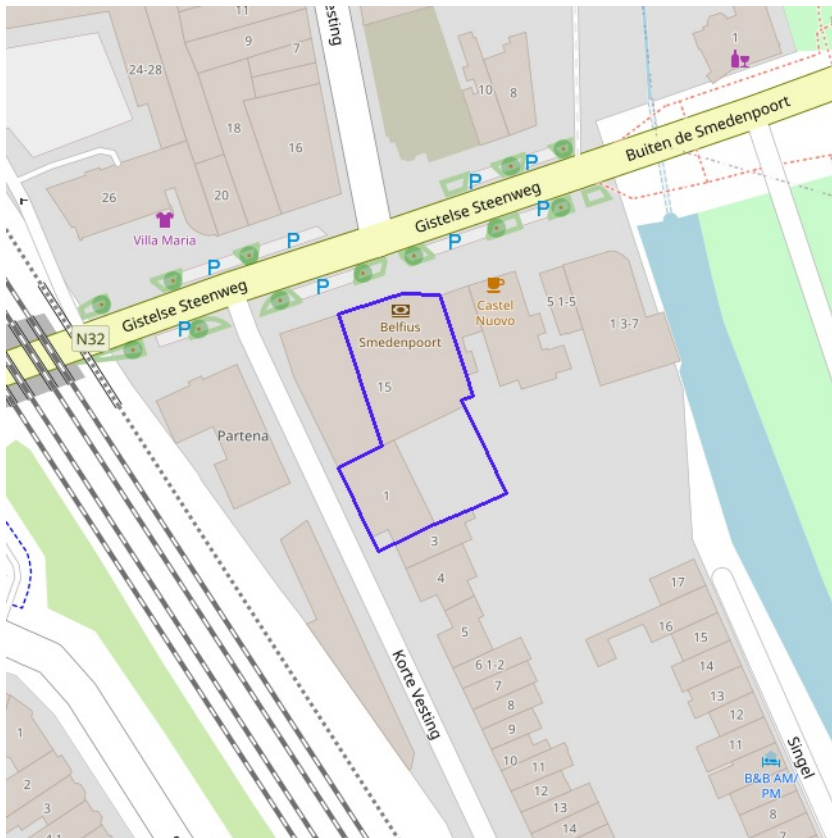 11
9
7
24-28
18
16
20
26
Villa Maria
Vesting
10
8
1
Buiten de Smedenpoort
Gistelse Steenweg
P
P
P
P
P
P
P
Gistelse Steenweg
N32
Belfius
Smedenpoort
15
Castel
Nuovo
5 1-5
1 3-7
Partena
1
3
4
5
6 1-2
7
8
9
10
11
12
13
14
Korte Vesting
17
16
15
14
13
12
11
Singel
B&B AM/
PM
8
7
1
2
3